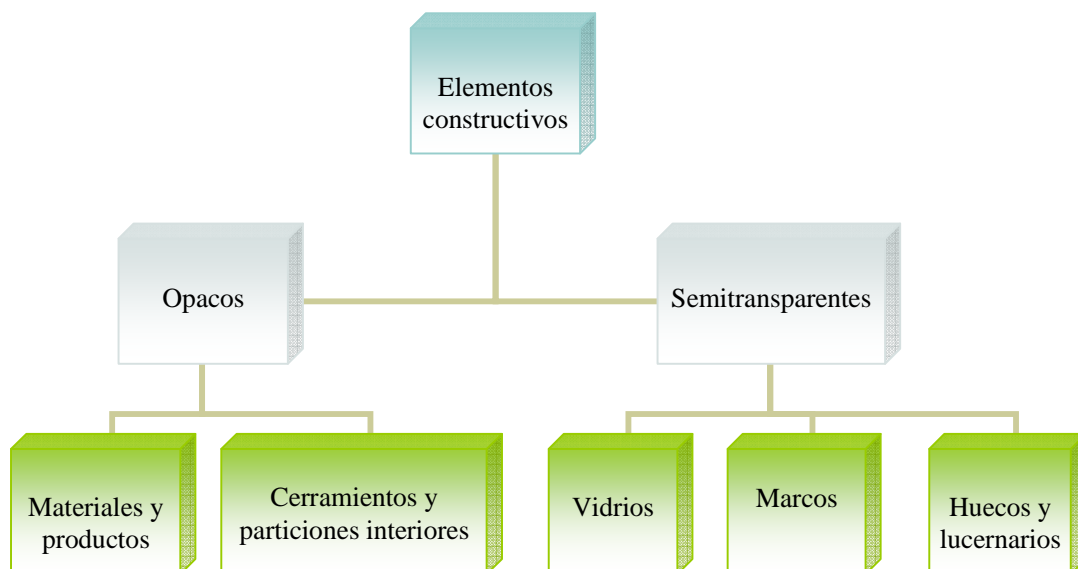 Elementos
constructivos
Opacos
Semitransparentes
Materiales y
productos
Cerramientos y
particiones interiores
Vidrios
Marcos
Huecos y
lucernarios